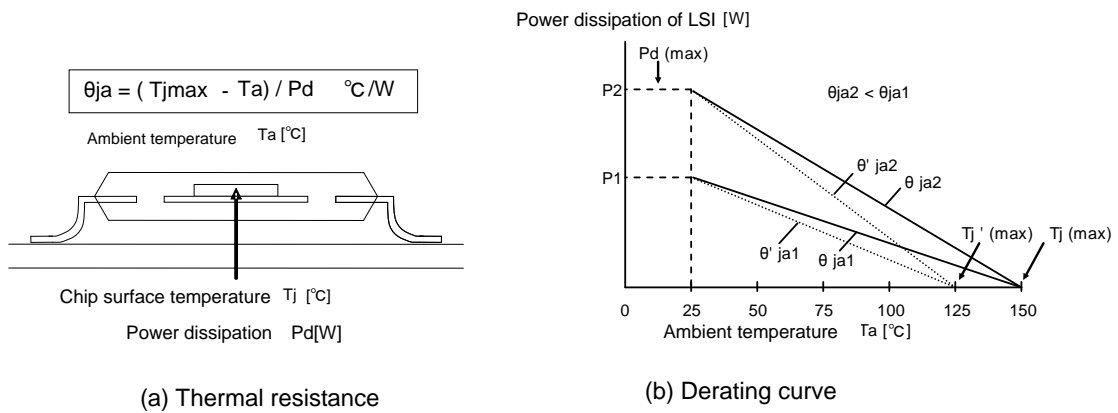 θja = ( Tjmax - Ta) / Pd ℃/W
Ambient temperature Ta [℃]
Chip surface temperature Tj [℃]
Power dissipation Pd[W]
(a) Thermal resistance
Power dissipation of LSI [W]
Pd (max)
θja2 < θja1
P2
P1
θ' ja2
θ ja2
θ' ja1
θ ja1
Tj ' (max)
Tj (max)
0 25 50 75 100 125 150
Ambient temperature Ta [℃]
(b) Derating curve